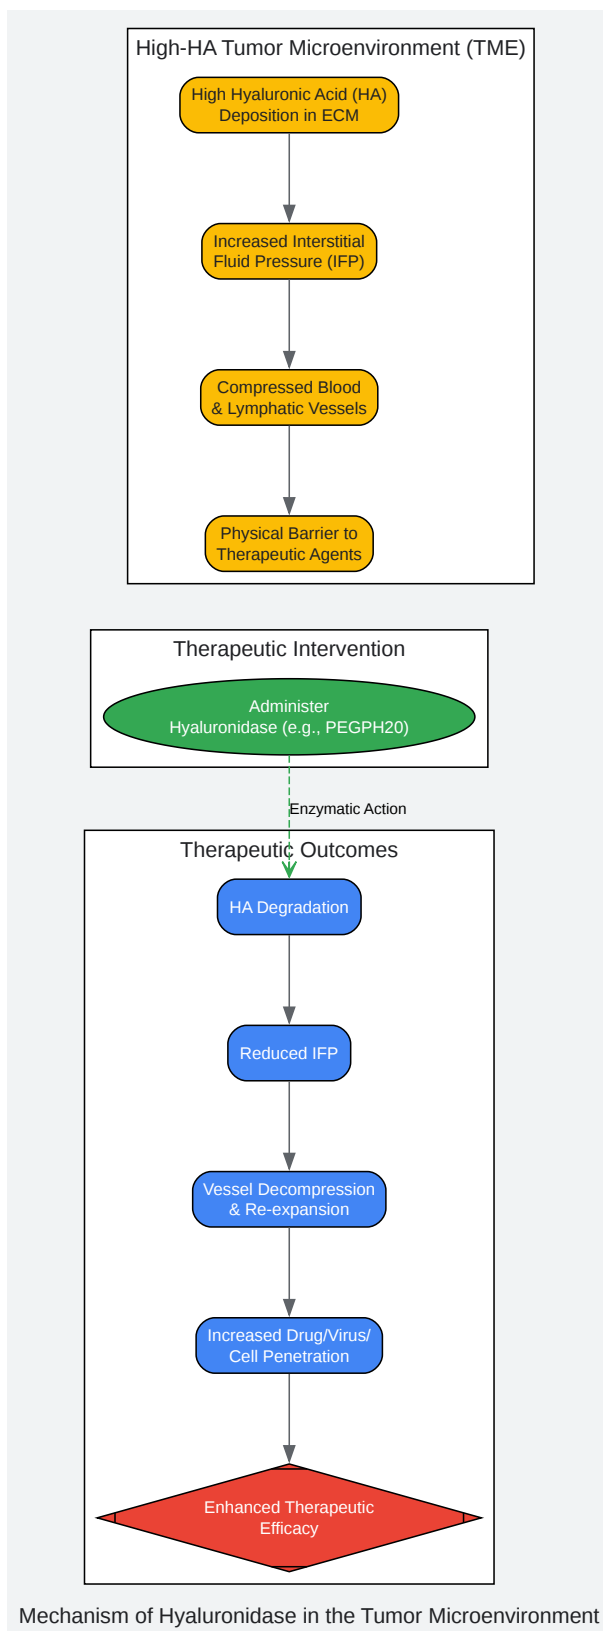 High-HA Tumor Microenvironment (TME)
High Hyaluronic Acid (HA)
Deposition in ECM
Increased Interstitial
Fluid Pressure (IFP)
Compressed Blood
& Lymphatic Vessels
Physical Barrier to
Therapeutic Agents
Therapeutic Intervention
Administer
Hyaluronidase (e.g., PEGPH20)
Enzymatic Action
Therapeutic Outcomes
HA Degradation
Reduced IFP
Vessel Decompression
& Re-expansion
Increased Drug/Virus/
Cell Penetration
Enhanced Therapeutic
Efficacy
Mechanism of Hyaluronidase in the Tumor Microenvironment